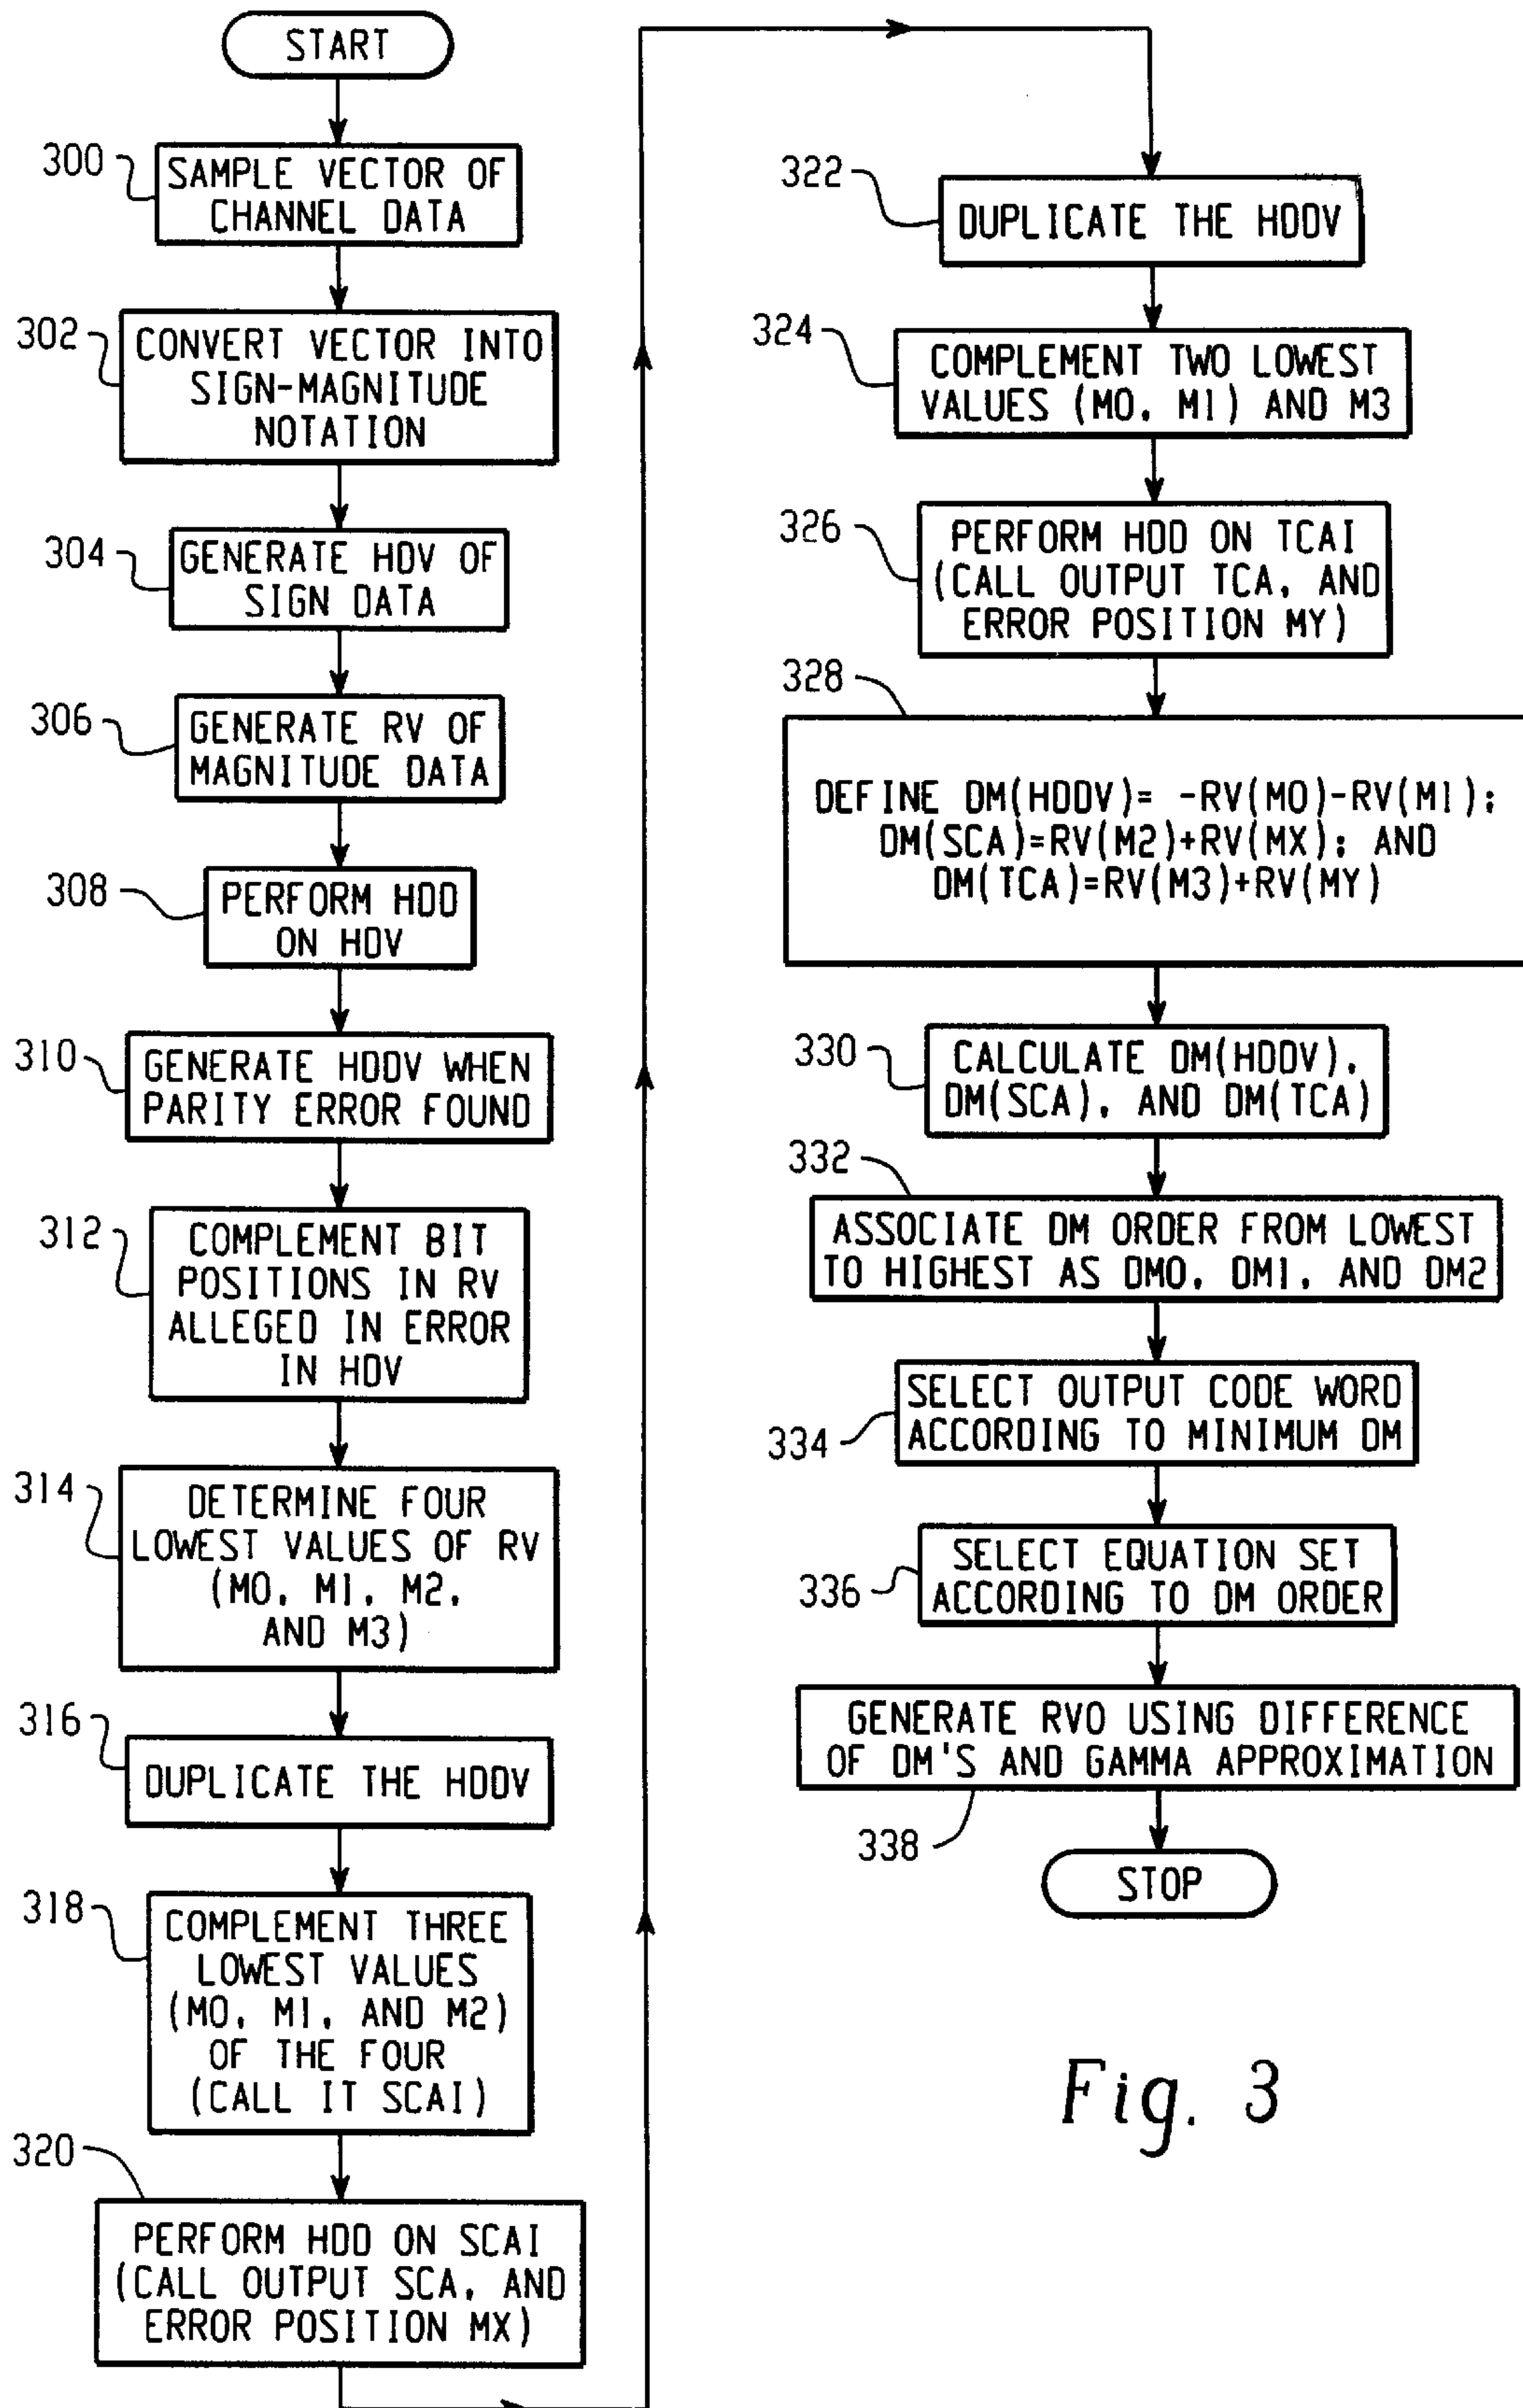 START
300
SAMPLE VECTOR OF
CHANNEL DATA
302
CONVERT VECTOR INTO
SIGN-MAGNITUDE
NOTATION
304
GENERATE HDV OF
SIGN DATA
306
GENERATE RV OF
MAGNITUDE DATA
308
PERFORM HDD
ON HDV
310
GENERATE HDDV WHEN
PARITY ERROR FOUND
312
COMPLEMENT BIT
POSITIONS IN RV
ALLEGED IN ERROR
IN HDV
314
DETERMINE FOUR
LOWEST VALUES OF RV
(M0, M1, M2,
AND M3)
316
DUPLICATE THE HDDV
318
COMPLEMENT THREE
LOWEST VALUES
(M0, M1, AND M2)
OF THE FOUR
(CALL IT SCAI)
320
PERFORM HDD ON SCAI
(CALL OUTPUT SCA, AND
ERROR POSITION MX)
322
DUPLICATE THE HDDV
324
COMPLEMENT TWO LOWEST
VALUES (M0, M1) AND M3
326
PERFORM HDD ON TCAI
(CALL OUTPUT TCA, AND
ERROR POSITION MY)
328
DEFINE DM(HDDV)= -RV(M0)-RV(M1);
DM(SCA)=RV(M2)+RV(MX); AND
DM(TCA)=RV(M3)+RV(MY)
330
CALCULATE DM(HDDV),
DM(SCA), AND DM(TCA)
332
ASSOCIATE DM ORDER FROM LOWEST
TO HIGHEST AS DM0, DM1, AND DM2
334
SELECT OUTPUT CODE WORD
ACCORDING TO MINIMUM DM
336
SELECT EQUATION SET
ACCORDING TO DM ORDER
GENERATE RVO USING DIFFERENCE
OF DM'S AND GAMMA APPROXIMATION
338
STOP
Fig. 3